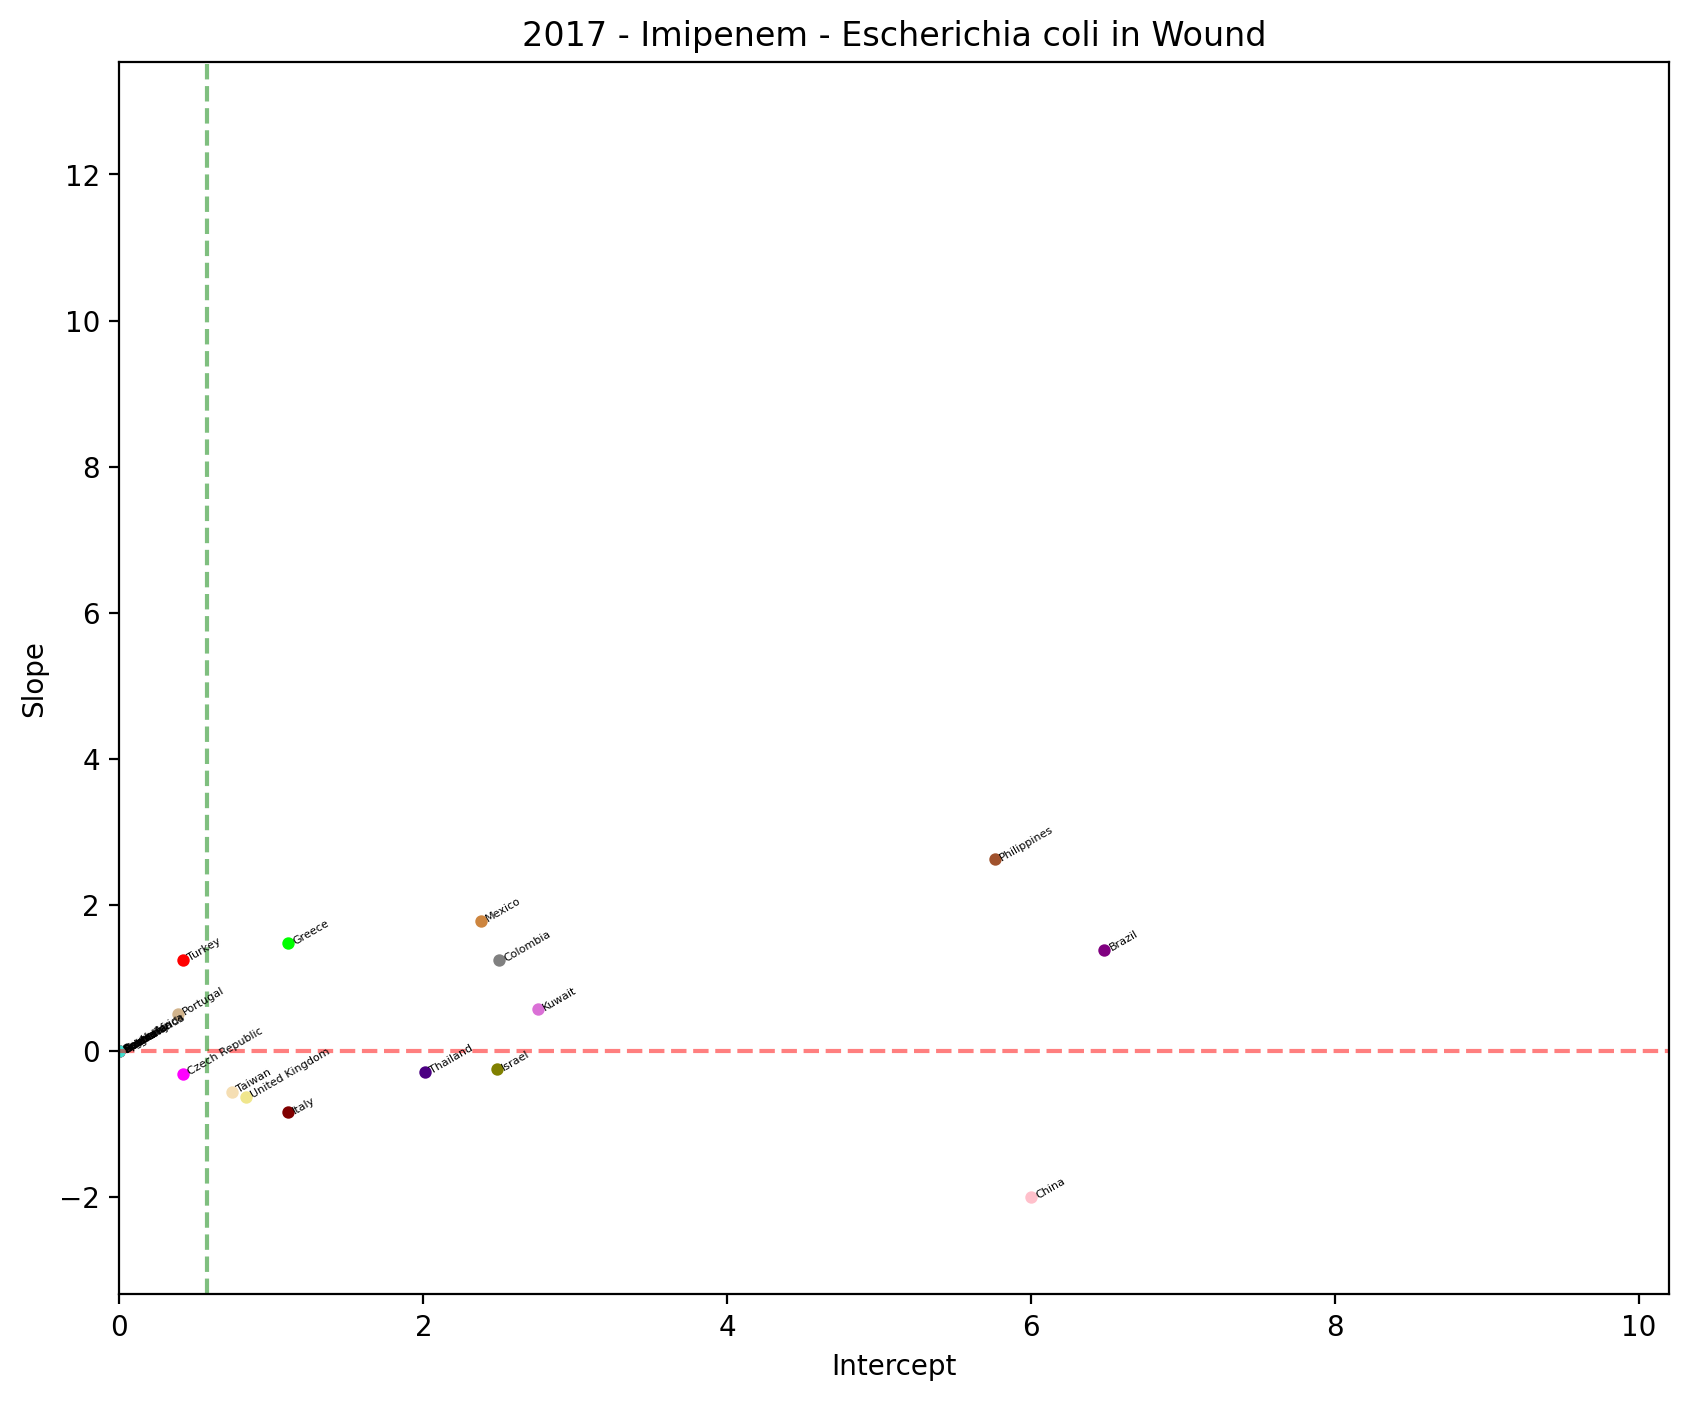 2017 - Imipenem - Escherichia coli in Wound
12
10
8
6
4
2
0
−2
Slope
Philippines
Mexico
Greece
Colombia
Brazil
Turkey
Kuwait
Portugal
Czech Republic
Thailand
Israel
Taiwan
United Kingdom
Italy
China
0
2
4
6
8
10
Intercept